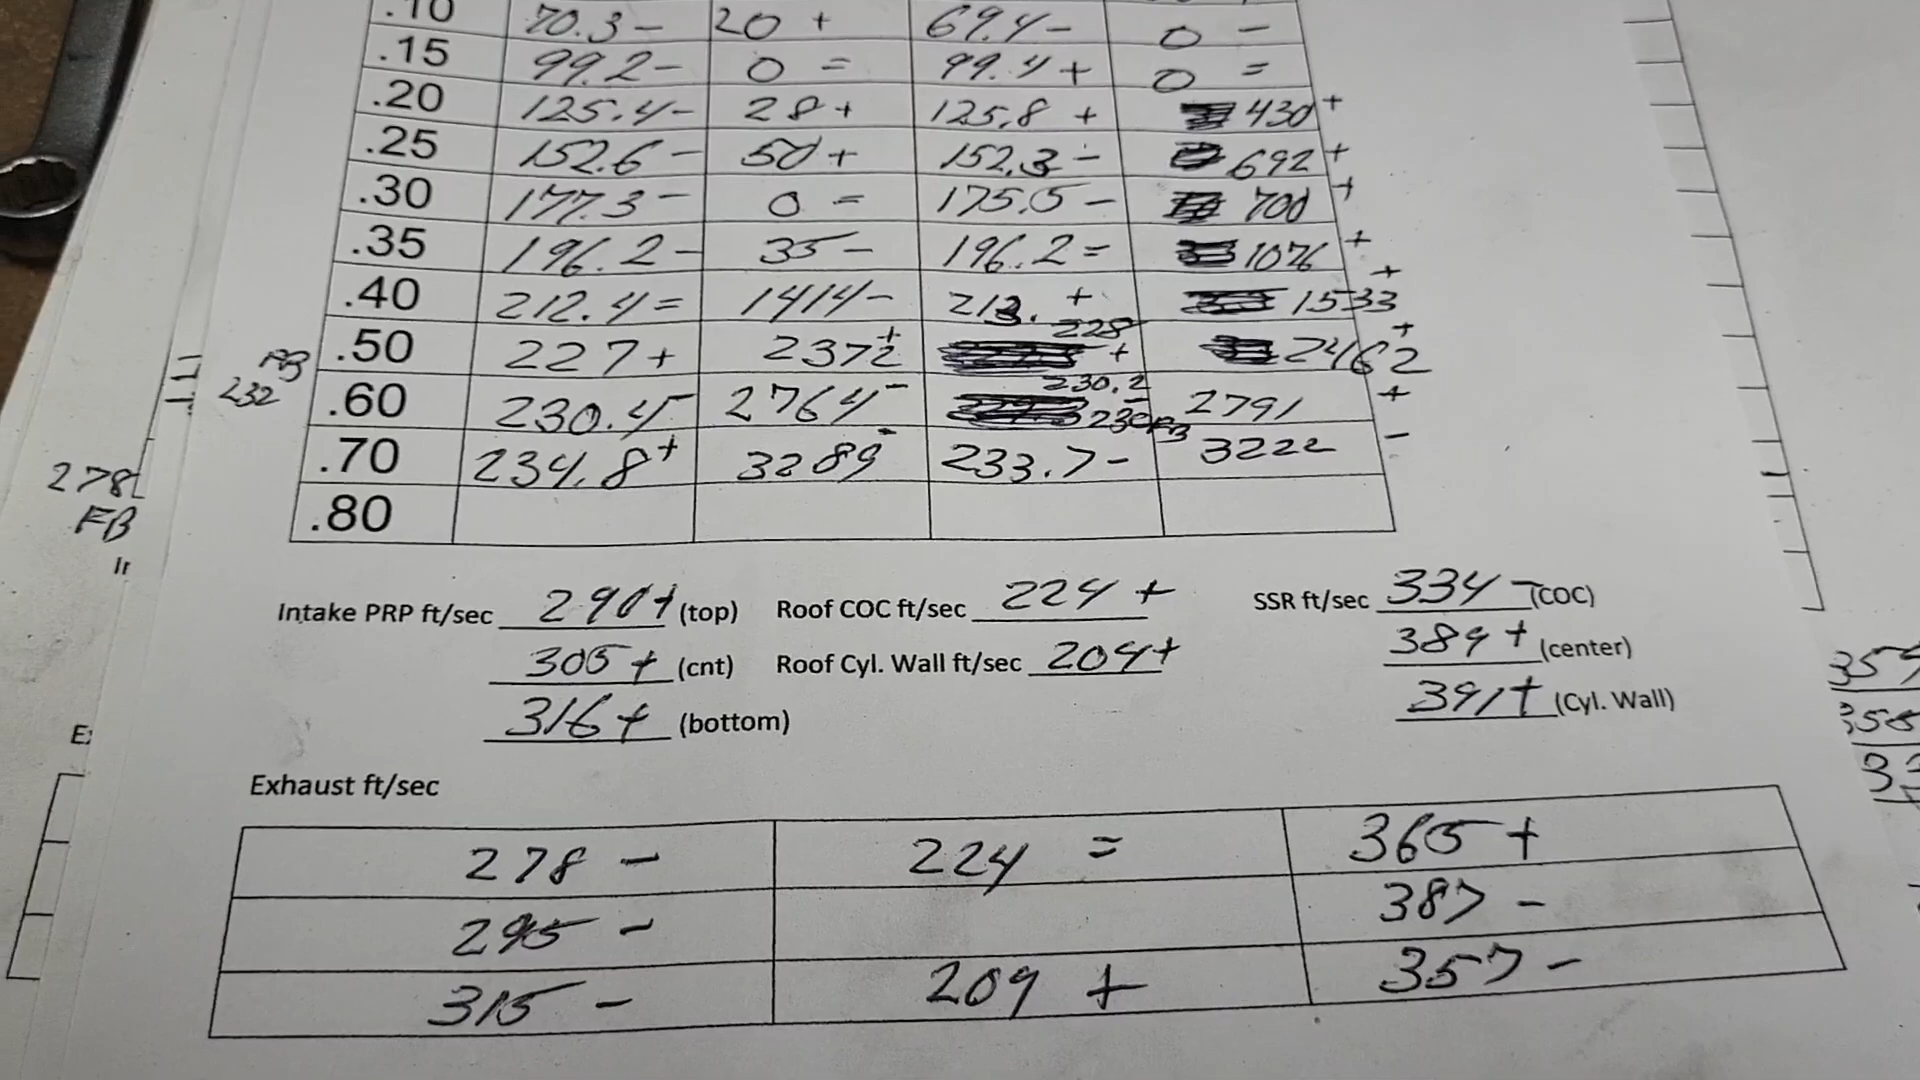 .10 70.3 - 20 + 69.4 - 0 -
.15 99.2 - 0 = 99.4 + 0 =
.20 125.4 - 28 + 125.8 + 430 +
.25 152.6 - 50 + 152.3 - 692 +
.30 177.3 - 0 = 175.5 - 700 +
.35 196.2 - 35 - 196.2 = 1076 +
.40 212.4 = 1414 - 213. + 1533 +
.50 227 + 2372 + 228 + 2462 +
232 .60 230.4 - 2764 - 230.2 - 230 2791 +
.70 234.8 + 3289 - 233.7 - 3222 -
.80
278
FB
Intake PRP ft/sec 290 + (top) Roof COC ft/sec 224 + SSR ft/sec 334 - (COC)
305 + (cnt) Roof Cyl. Wall ft/sec 204 + 389 + (center)
316 + (bottom) 391 + (Cyl. Wall)
Exhaust ft/sec
278 - 224 = 365 +
295 - 387 -
315 - 209 + 357 -